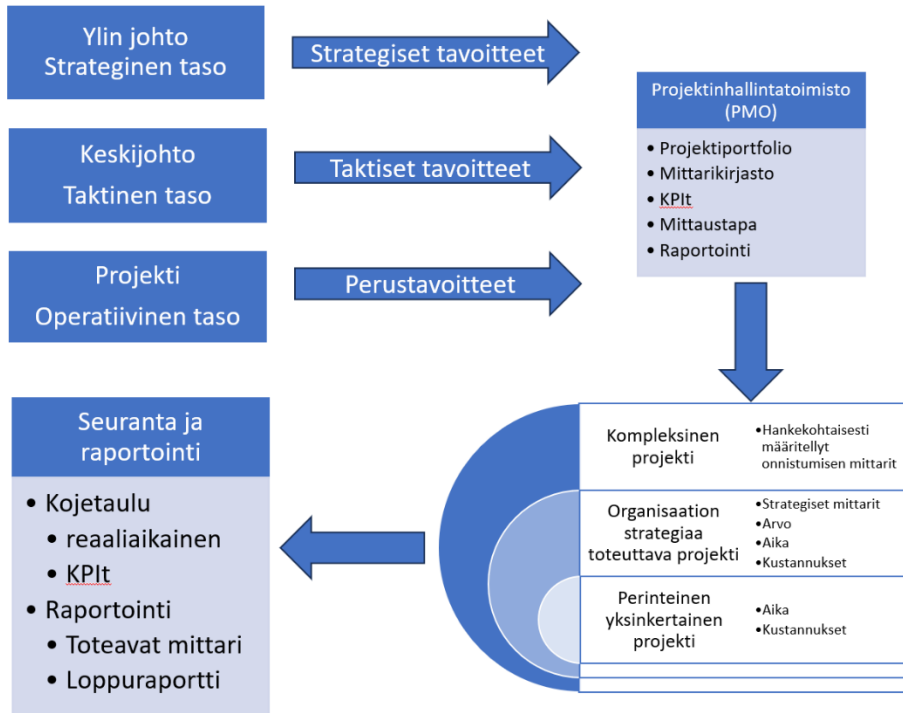 Ylin johto
Strateginen taso
Strategiset tavoitteet
Keskijohto
Taktinen taso
Taktiset tavoitteet
Projekti
Operatiivinen taso
Perustavoitteet
Projektinhallintatoimisto
(PMO)
• Projektiportfolio
• Mittarikirjasto
• KPIt
• Mittaustapa
• Raportointi
Kompleksinen
projekti
•Hankekohtaisesti
määritellyt
onnistumisen mittarit
Organisaation
strategiaa
toteuttava projekti
•Strategiset mittarit
•Arvo
•Aika
•Kustannukset
Perinteinen
yksinkertainen
projekti
•Aika
•Kustannukset
Seuranta ja
raportointi
• Kojetaulu
• reaaliaikainen
• KPIt
• Raportointi
• Toteavat mittari
• Loppuraportti